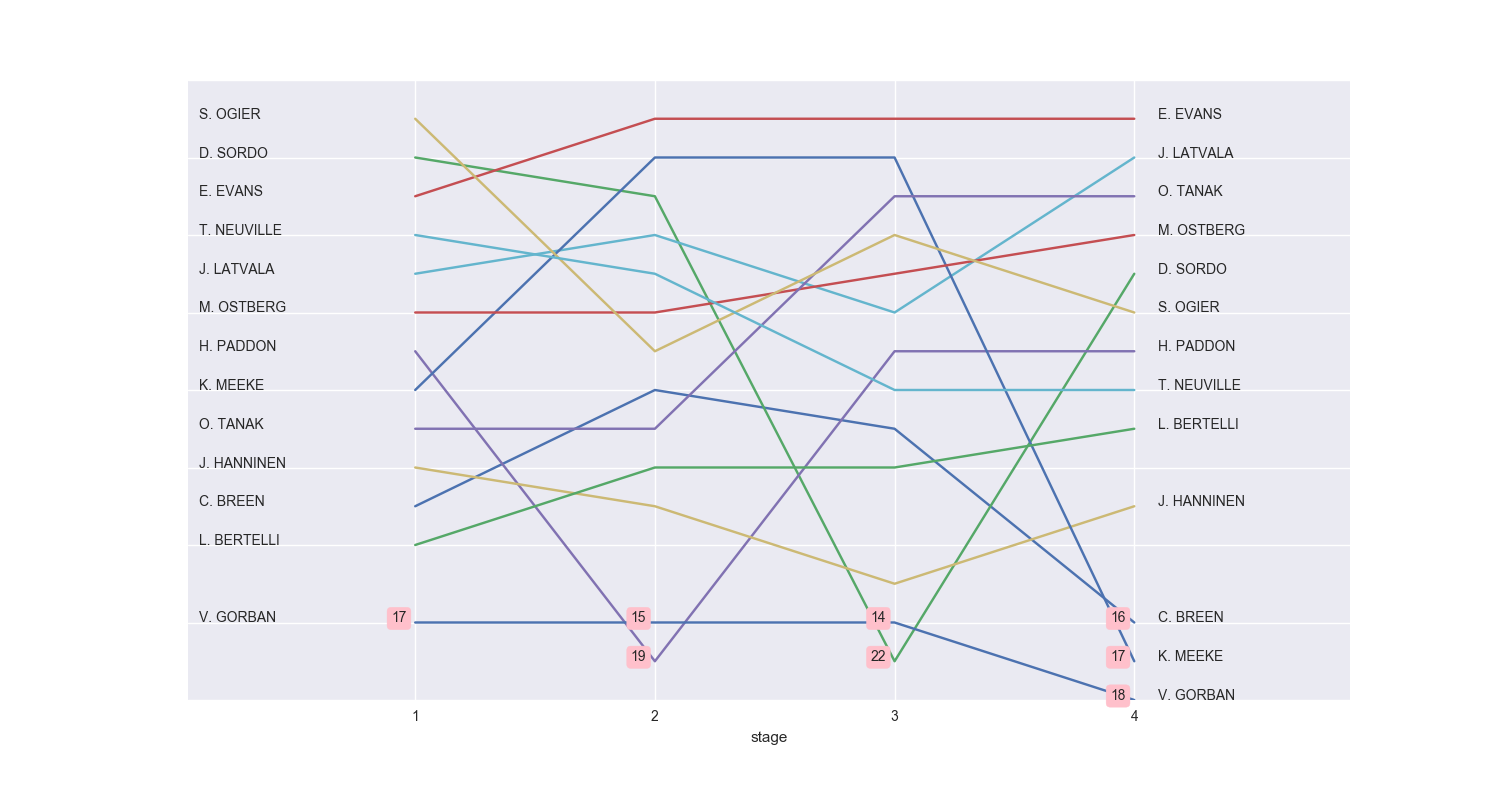 S. OGIER
E. EVANS
D. SORDO
J. LATVALA
E. EVANS
O. TANAK
T. NEUVILLE
M. OSTBERG
J. LATVALA
D. SORDO
M. OSTBERG
S. OGIER
H. PADDON
H. PADDON
K. MEEKE
T. NEUVILLE
O. TANAK
L. BERTELLI
J. HANNINEN
C. BREEN
J. HANNINEN
L. BERTELLI
V. GORBAN
17
15
14
16
C. BREEN
19
22
17
K. MEEKE
18
V. GORBAN
1
2
3
4
stage